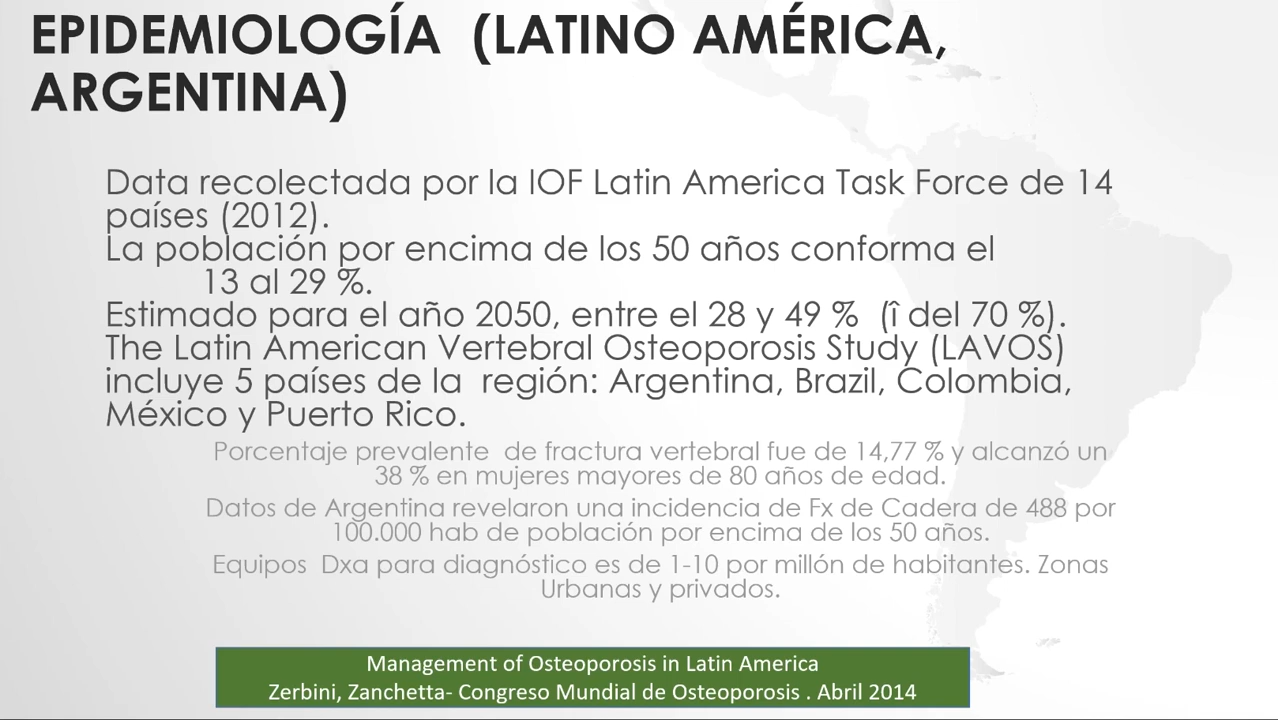 EPIDEMIOLOGÍA (LATINO AMÉRICA,
ARGENTINA)
Data recolectada por la IOF Latin America Task Force de 14
países (2012).
La población por encima de los 50 años conforma el
13 al 29 %.
Estimado para el año 2050, entre el 28 y 49 % (î del 70 %).
The Latin American Vertebral Osteoporosis Study (LAVOS)
incluye 5 países de la región: Argentina, Brazil, Colombia,
México y Puerto Rico.
Porcentaje prevalente de fractura vertebral fue de 14,77 % y alcanzó un
38 % en mujeres mayores de 80 años de edad.
Datos de Argentina revelaron una incidencia de Fx de Cadera de 488 por
100.000 hab de población por encima de los 50 años.
Equipos Dxa para diagnóstico es de 1-10 por millón de habitantes. Zonas
Urbanas y privados.
Management of Osteoporosis in Latin America
Zerbini, Zanchetta- Congreso Mundial de Osteoporosis . Abril 2014